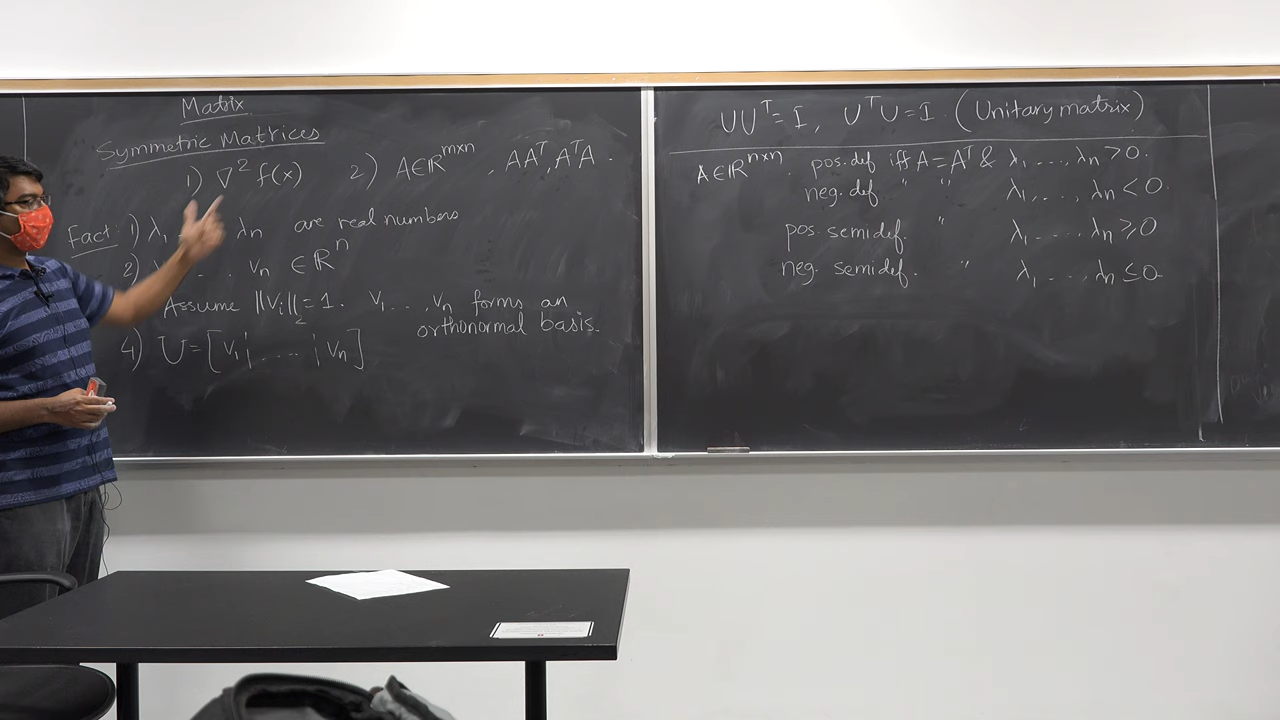 Matrix
Symmetric Matrices
1) ∇² f(x) 2) A∈ℝ^{m×n}, AAᵀ, AᵀA.
Fact: 1) λ₁ λn are real numbers
2) . vn ∈ ℝⁿ
Assume ||vi||₂ = 1. v₁ . . , vn forms an
orthonormal basis.
4) U = [v₁ | . . . . | vn]
UUᵀ = I, UᵀU = I. (Unitary matrix)
A∈ℝ^{n×n}. pos. def iff A = Aᵀ & λ₁, . . . , λn > 0.
neg. def " " λ₁, . . . , λn < 0.
pos. semidef. " λ₁ . . . . , λn ≥ 0
neg. semidef. " λ₁, . . . , λn ≤ 0.